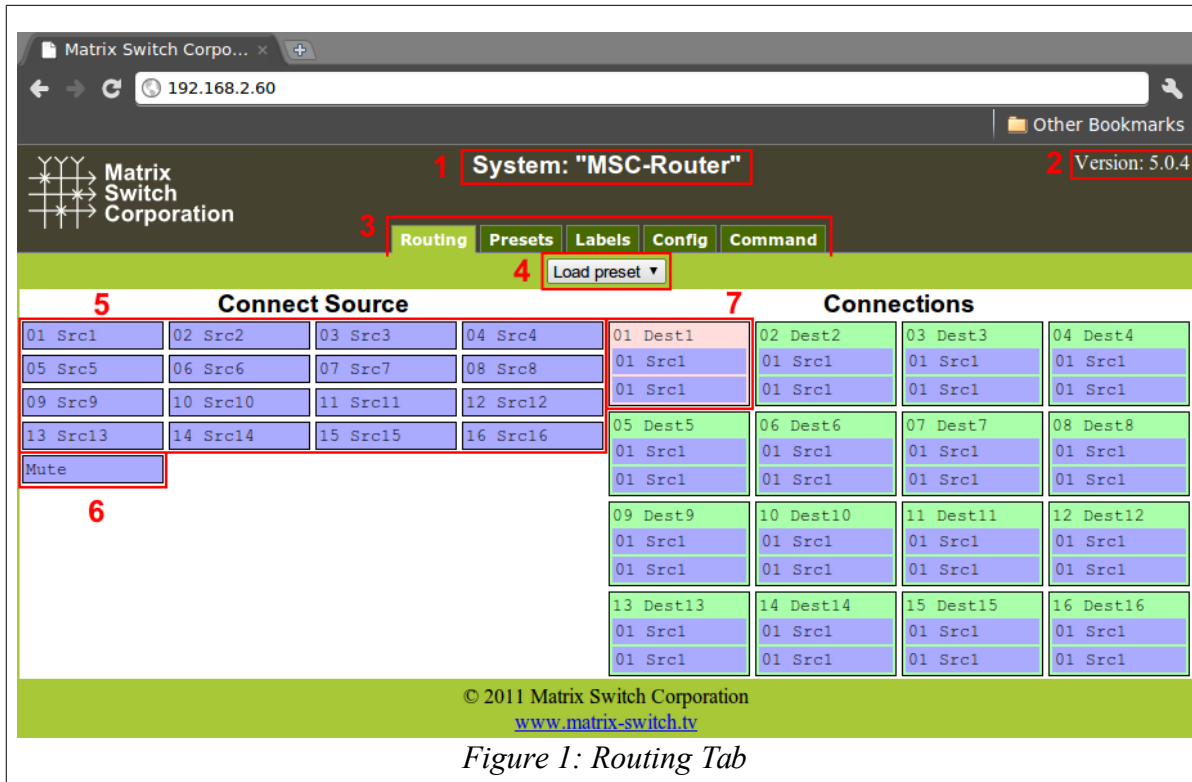 Matrix Switch Corpo... ×
192.168.2.60
Other Bookmarks
Matrix
Switch
Corporation
1 System: "MSC-Router"
2 Version: 5.0.4
3 Routing Presets Labels Config Command
4 Load preset ▼
5 Connect Source 7 Connections
01 Src1 02 Src2 03 Src3 04 Src4
05 Src5 06 Src6 07 Src7 08 Src8
09 Src9 10 Src10 11 Src11 12 Src12
13 Src13 14 Src14 15 Src15 16 Src16
Mute
6
01 Dest1 02 Dest2 03 Dest3 04 Dest4
01 Src1 01 Src1 01 Src1 01 Src1
01 Src1 01 Src1 01 Src1 01 Src1
05 Dest5 06 Dest6 07 Dest7 08 Dest8
01 Src1 01 Src1 01 Src1 01 Src1
01 Src1 01 Src1 01 Src1 01 Src1
09 Dest9 10 Dest10 11 Dest11 12 Dest12
01 Src1 01 Src1 01 Src1 01 Src1
01 Src1 01 Src1 01 Src1 01 Src1
13 Dest13 14 Dest14 15 Dest15 16 Dest16
01 Src1 01 Src1 01 Src1 01 Src1
01 Src1 01 Src1 01 Src1 01 Src1
© 2011 Matrix Switch Corporation
www.matrix-switch.tv
Figure 1: Routing Tab